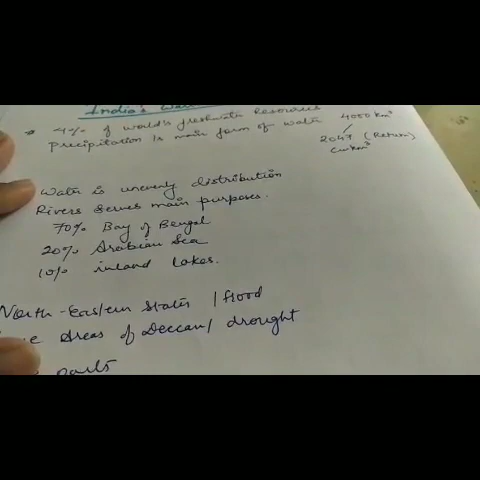 India's Wat
4% of world's freshwater Resources
Precipitation is main form of water 4000 km³
2047 (Return)
cu km³
Water is unevenly distribution
Rivers serves main purposes.
70% Bay of Bengal
20% Arabian Sea
10% inland lakes.
North-Eastern States / flood
Areas of Deccan / drought
parts